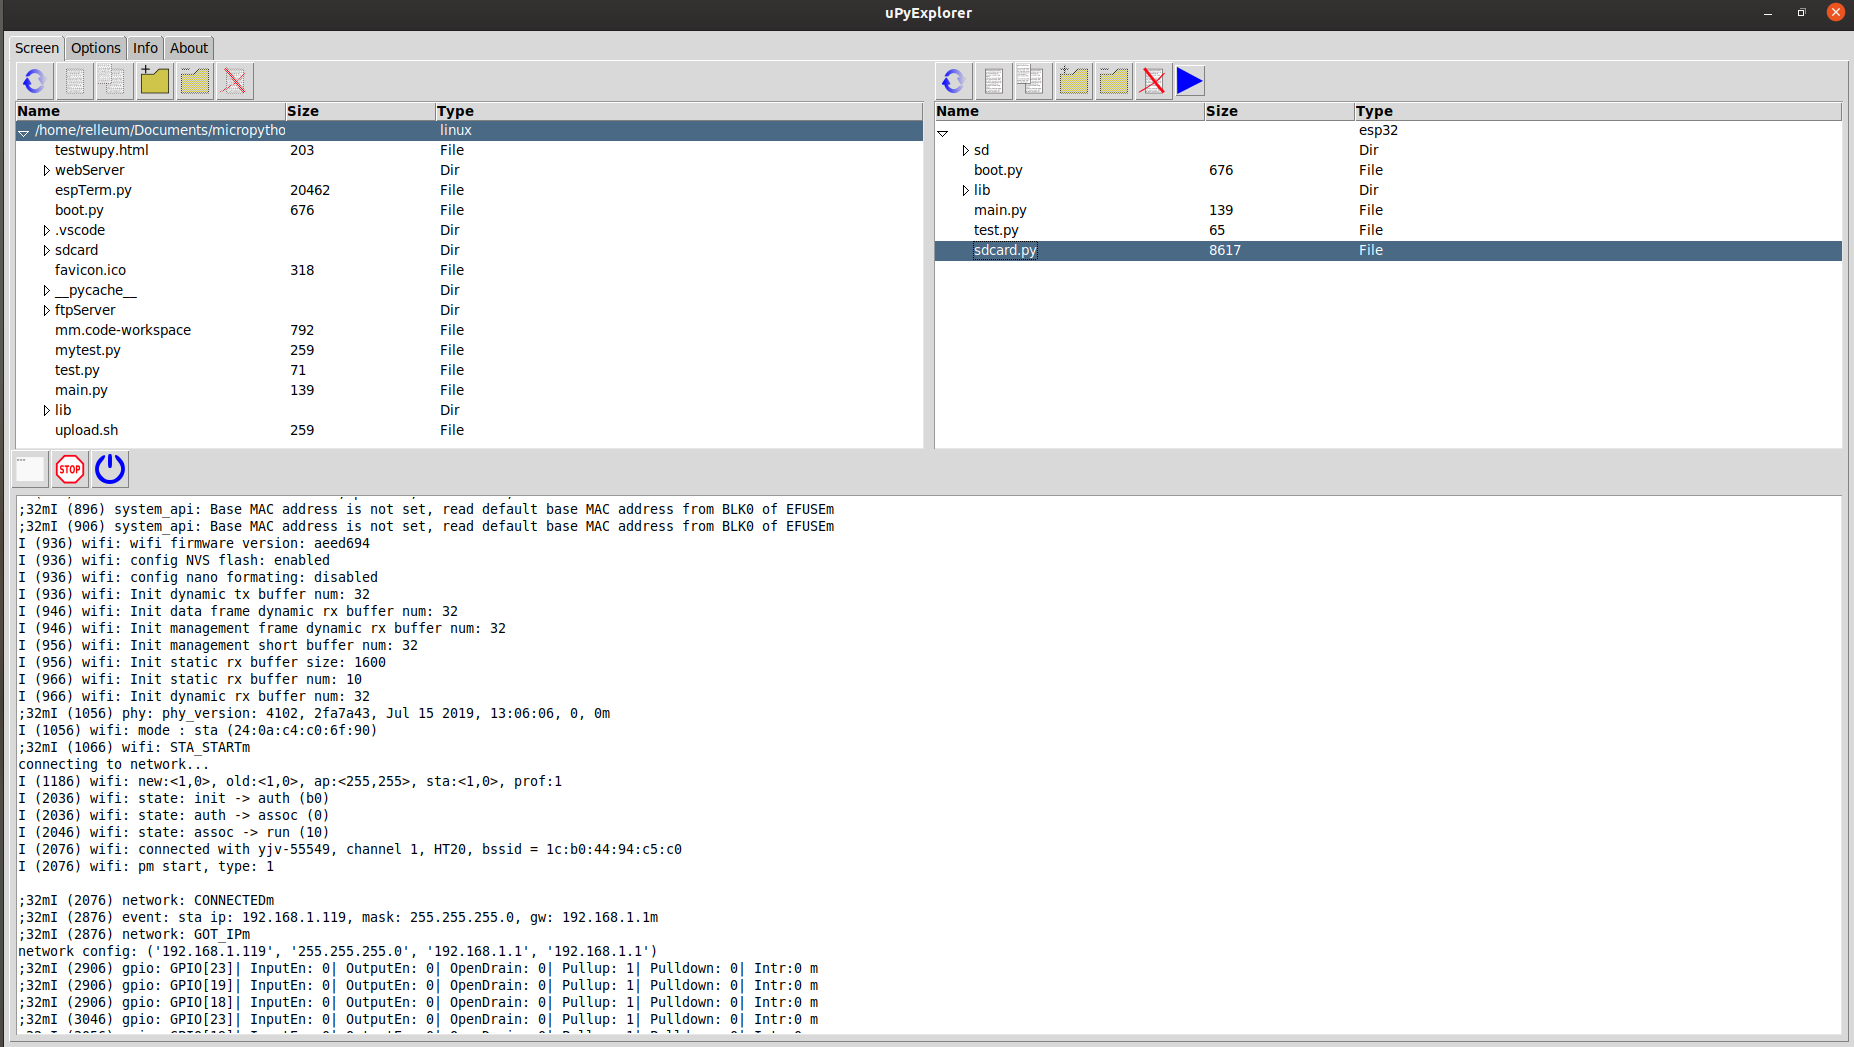 uPyExplorer
Screen Options Info About
Name Size Type
/home/relleum/Documents/micropytho linux
testwupy.html 203 File
webServer Dir
espTerm.py 20462 File
boot.py 676 File
.vscode Dir
sdcard Dir
favicon.ico 318 File
__pycache__ Dir
ftpServer Dir
mm.code-workspace 792 File
mytest.py 259 File
test.py 71 File
main.py 139 File
lib Dir
upload.sh 259 File
Name Size Type
esp32
sd Dir
boot.py 676 File
lib Dir
main.py 139 File
test.py 65 File
sdcard.py 8617 File
STOP
;32mI (896) system_api: Base MAC address is not set, read default base MAC address from BLK0 of EFUSEm
;32mI (906) system_api: Base MAC address is not set, read default base MAC address from BLK0 of EFUSEm
I (936) wifi: wifi firmware version: aeed694
I (936) wifi: config NVS flash: enabled
I (936) wifi: config nano formating: disabled
I (936) wifi: Init dynamic tx buffer num: 32
I (946) wifi: Init data frame dynamic rx buffer num: 32
I (946) wifi: Init management frame dynamic rx buffer num: 32
I (956) wifi: Init management short buffer num: 32
I (956) wifi: Init static rx buffer size: 1600
I (966) wifi: Init static rx buffer num: 10
I (966) wifi: Init dynamic rx buffer num: 32
;32mI (1056) phy: phy_version: 4102, 2fa7a43, Jul 15 2019, 13:06:06, 0, 0m
I (1056) wifi: mode : sta (24:0a:c4:c0:6f:90)
;32mI (1066) wifi: STA_STARTm
connecting to network...
I (1186) wifi: new:<1,0>, old:<1,0>, ap:<255,255>, sta:<1,0>, prof:1
I (2036) wifi: state: init -> auth (b0)
I (2036) wifi: state: auth -> assoc (0)
I (2046) wifi: state: assoc -> run (10)
I (2076) wifi: connected with yjv-55549, channel 1, HT20, bssid = 1c:b0:44:94:c5:c0
I (2076) wifi: pm start, type: 1
;32mI (2076) network: CONNECTEDm
;32mI (2876) event: sta ip: 192.168.1.119, mask: 255.255.255.0, gw: 192.168.1.1m
;32mI (2876) network: GOT_IPm
network config: ('192.168.1.119', '255.255.255.0', '192.168.1.1', '192.168.1.1')
;32mI (2906) gpio: GPIO[23]| InputEn: 0| OutputEn: 0| OpenDrain: 0| Pullup: 1| Pulldown: 0| Intr:0 m
;32mI (2906) gpio: GPIO[19]| InputEn: 0| OutputEn: 0| OpenDrain: 0| Pullup: 1| Pulldown: 0| Intr:0 m
;32mI (2906) gpio: GPIO[18]| InputEn: 0| OutputEn: 0| OpenDrain: 0| Pullup: 1| Pulldown: 0| Intr:0 m
;32mI (3046) gpio: GPIO[23]| InputEn: 0| OutputEn: 0| OpenDrain: 0| Pullup: 1| Pulldown: 0| Intr:0 m